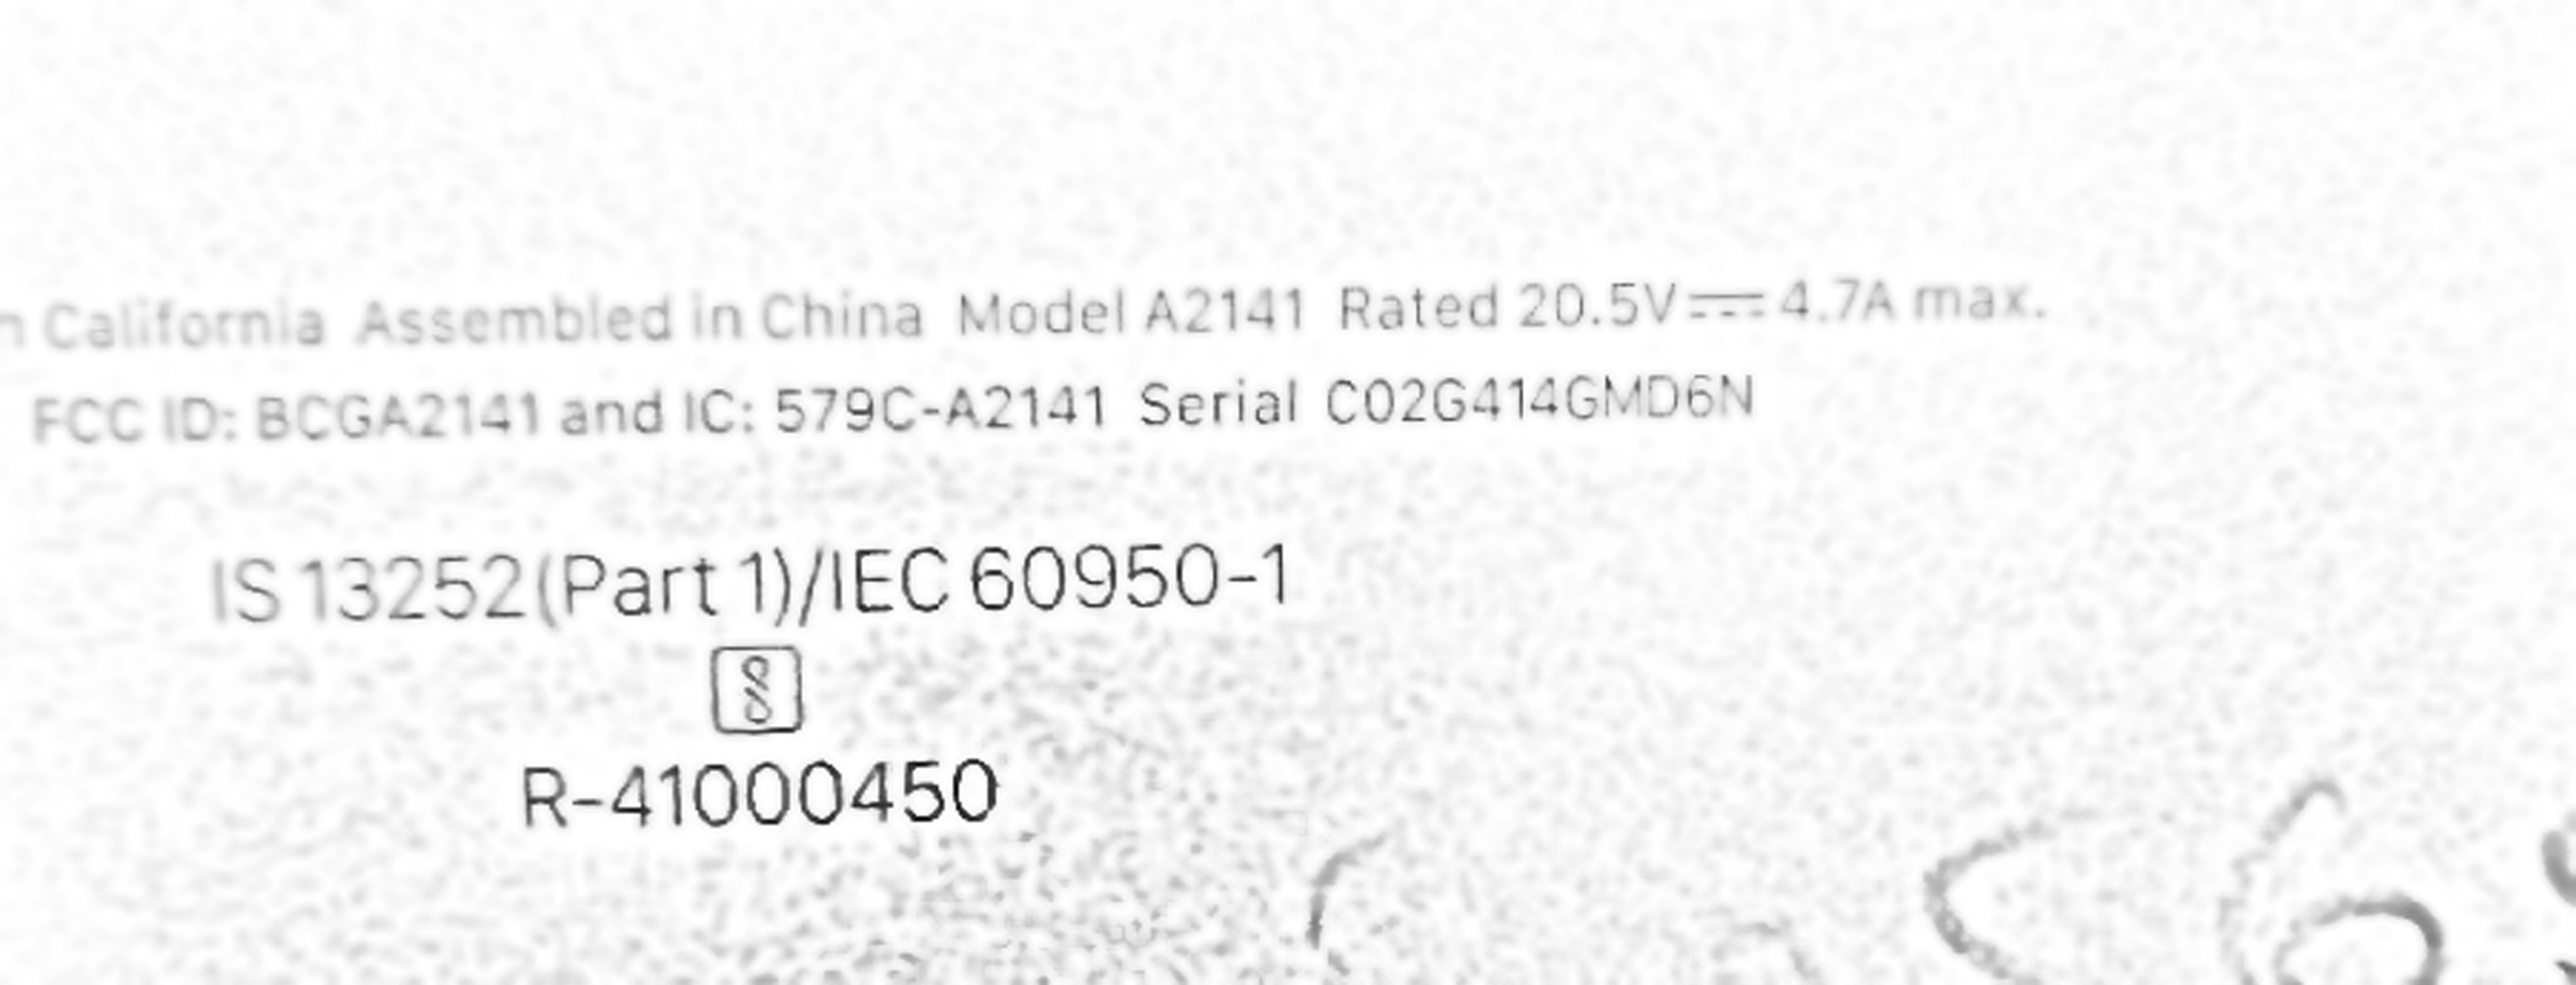 n California Assembled in China Model A2141 Rated 20.5V⎓4.7A max.
FCC ID: BCGA2141 and IC: 579C-A2141 Serial C02G414GMD6N
IS 13252(Part 1)/IEC 60950-1
R-41000450